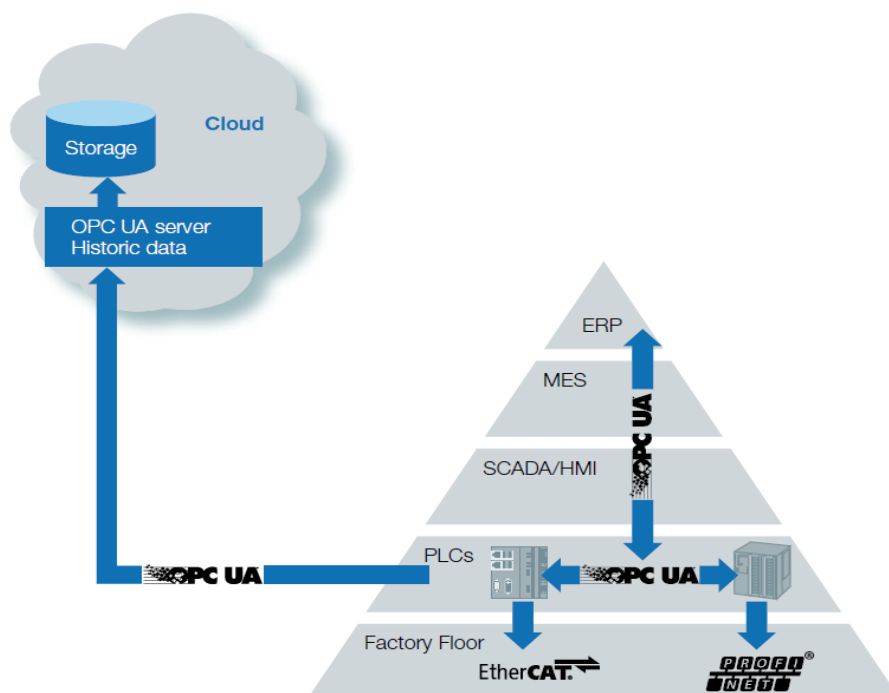 Cloud
Storage
OPC UA server
Historic data
ERP
MES
OPC UA
SCADA/HMI
PLCs
OPC UA
OPC UA
Factory Floor
EtherCAT®
PROFI®
NET